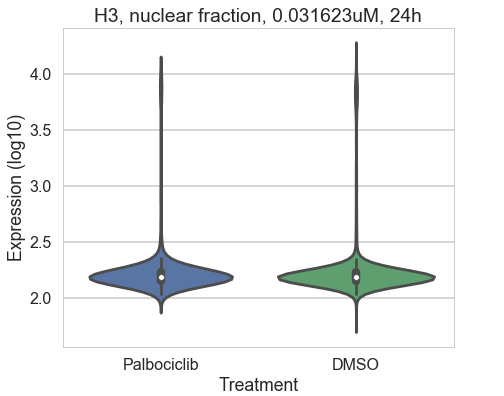 H3, nuclear fraction, 0.031623uM, 24h
Expression (log10)
4.0
3.5
3.0
2.5
2.0
Palbociclib
DMSO
Treatment